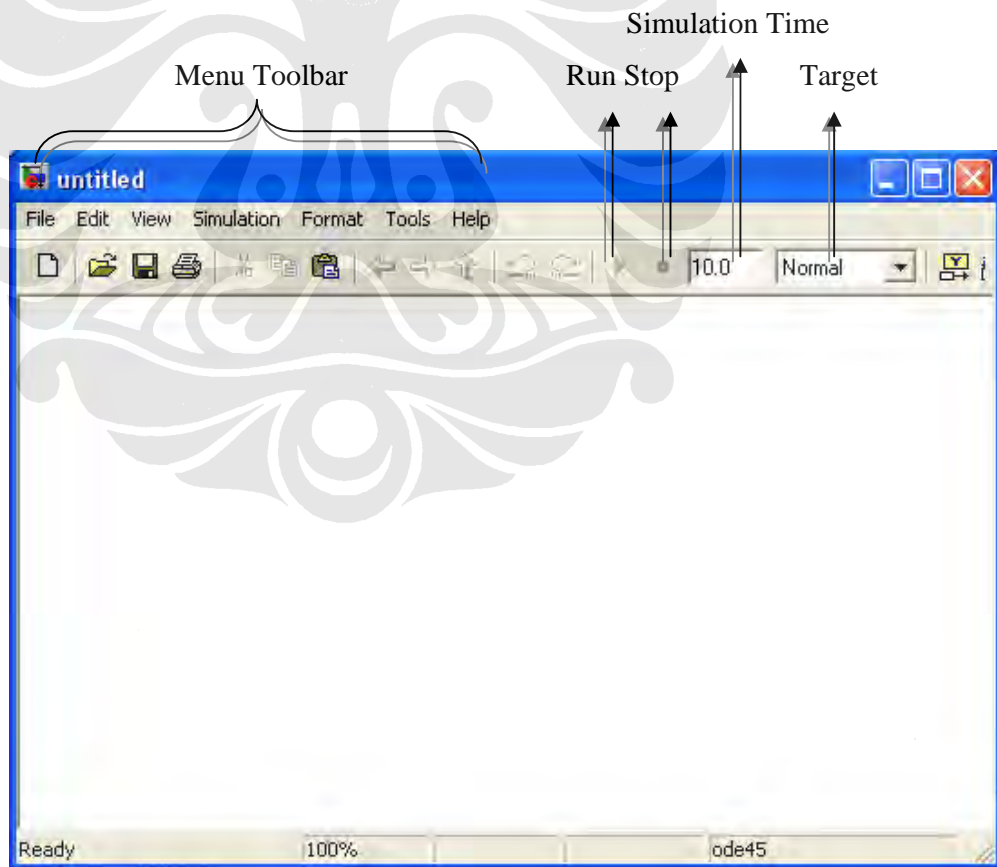 Simulation Time
Menu Toolbar Run Stop Target
untitled
File Edit View Simulation Format Tools Help
10.0 Normal
Ready 100% ode45